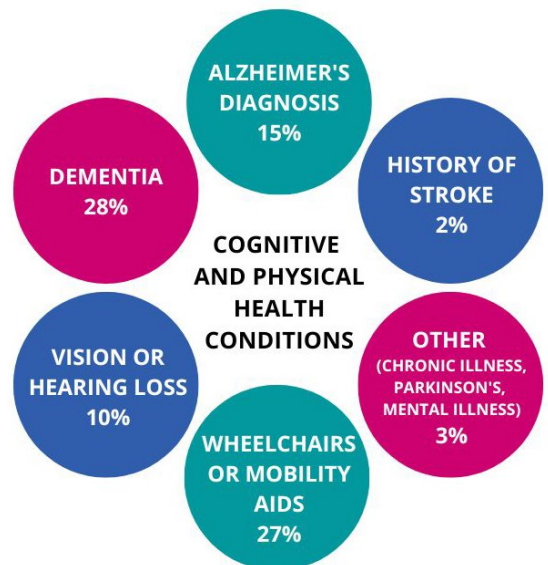 ALZHEIMER'S
DIAGNOSIS
15%
HISTORY OF
STROKE
2%
OTHER
(CHRONIC ILLNESS,
PARKINSON'S,
MENTAL ILLNESS)
3%
WHEELCHAIRS
OR MOBILITY
AIDS
27%
VISION OR
HEARING LOSS
10%
DEMENTIA
28%
COGNITIVE
AND PHYSICAL
HEALTH
CONDITIONS